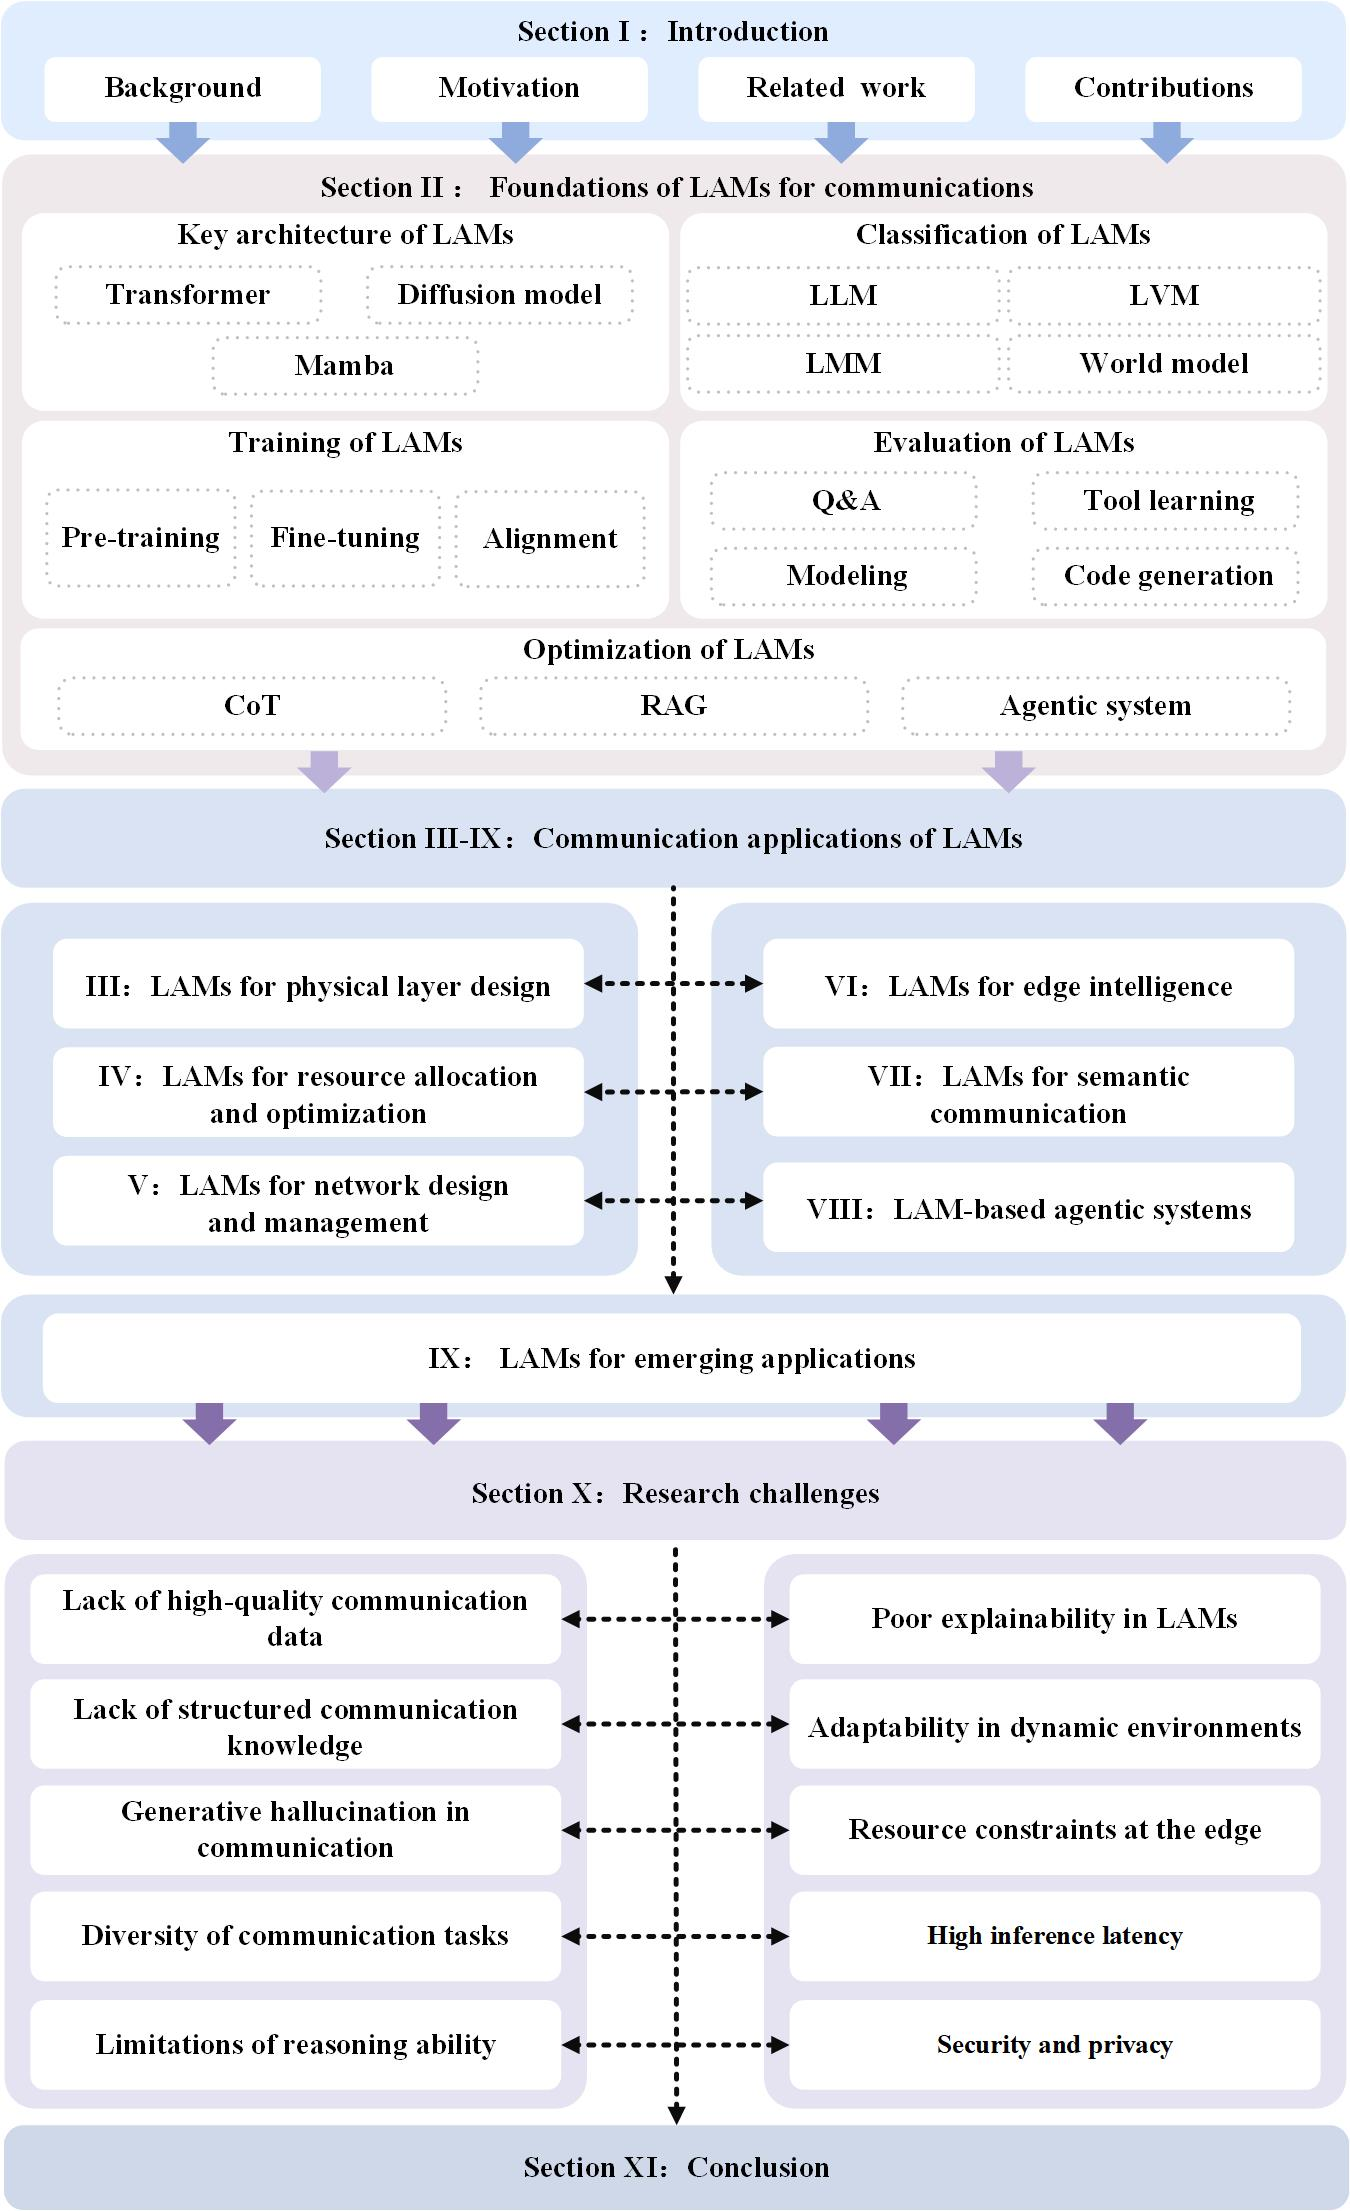 Section I： Introduction
Background
Motivation
Related work
Contributions
Section II： Foundations of LAMs for communications
Key architecture of LAMs
Transformer
Diffusion model
Mamba
Classification of LAMs
LLM
LVM
LMM
World model
Training of LAMs
Pre-training
Fine-tuning
Alignment
Evaluation of LAMs
Q&A
Tool learning
Modeling
Code generation
Optimization of LAMs
CoT
RAG
Agentic system
Section III-IX：Communication applications of LAMs
III：LAMs for physical layer design
IV：LAMs for resource allocation
and optimization
V：LAMs for network design
and management
VI：LAMs for edge intelligence
VII：LAMs for semantic
communication
VIII：LAM-based agentic systems
IX： LAMs for emerging applications
Section X：Research challenges
Lack of high-quality communication
data
Lack of structured communication
knowledge
Generative hallucination in
communication
Diversity of communication tasks
Limitations of reasoning ability
Poor explainability in LAMs
Adaptability in dynamic environments
Resource constraints at the edge
High inference latency
Security and privacy
Section XI：Conclusion